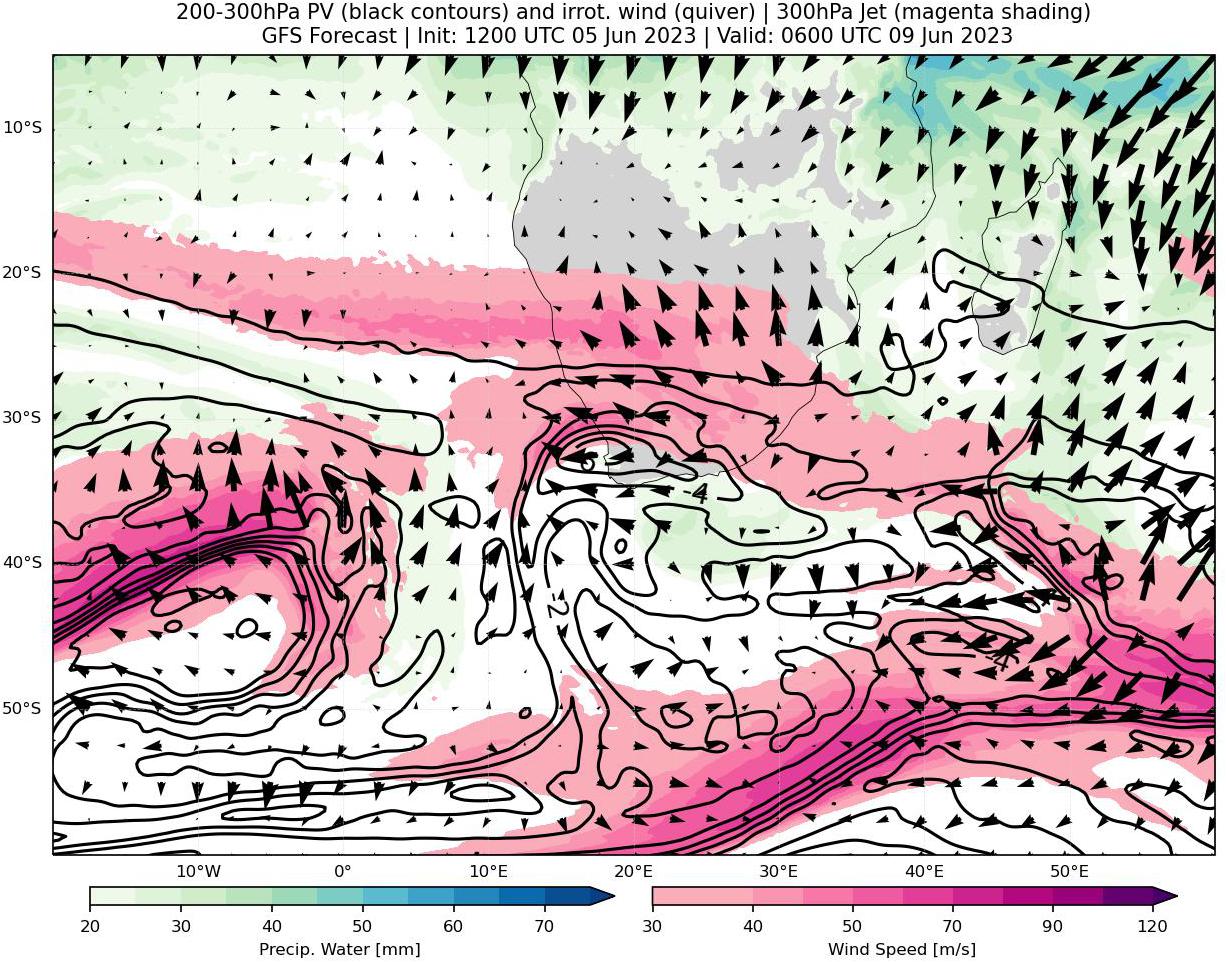 200-300hPa PV (black contours) and irrot. wind (quiver) | 300hPa Jet (magenta shading)
GFS Forecast | Init: 1200 UTC 05 Jun 2023 | Valid: 0600 UTC 09 Jun 2023
10°S
20°S
30°S
-4
40°S
-2
-4
50°S
10°W 0° 10°E 20°E 30°E 40°E 50°E
20 30 40 50 60 70
30 40 50 70 90 120
Precip. Water [mm]
Wind Speed [m/s]